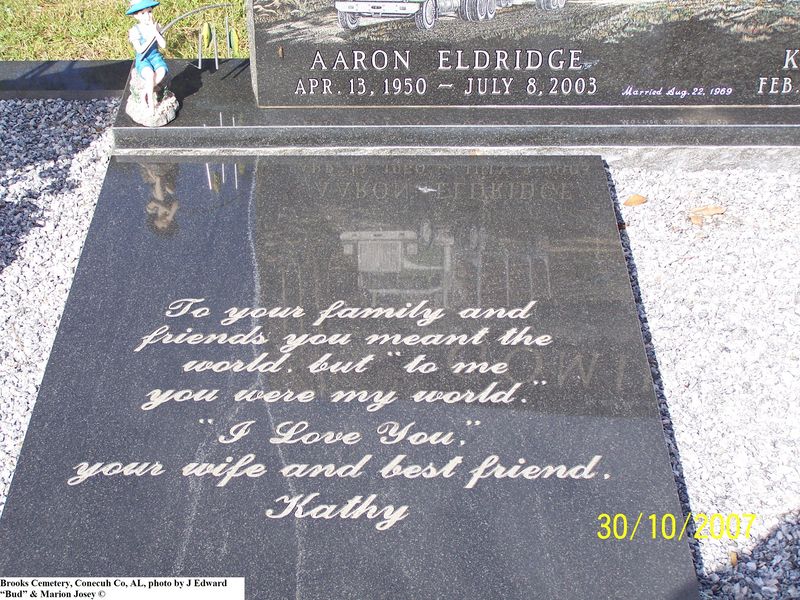 AARON ELDRIDGE
APR. 13, 1950 ~ JULY 8, 2003
Married Aug. 22, 1969
K
FEB.
To your family and
friends you meant the
world, but "to me
you were my world."
"I Love You,"
your wife and best friend,
Kathy
30/10/2007
Brooks Cemetery, Conecuh Co, AL, photo by J Edward
“Bud” & Marion Josey ©